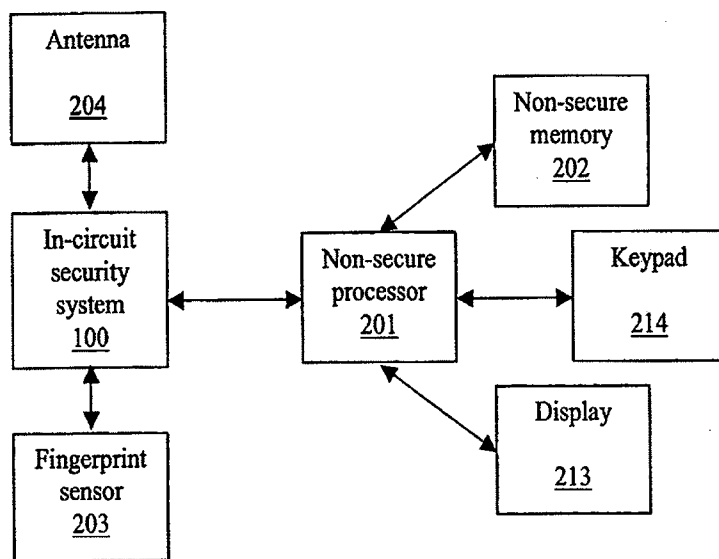 Antenna
204
In-circuit
security
system
100
Fingerprint
sensor
203
Non-secure
processor
201
Non-secure
memory
202
Keypad
214
Display
213